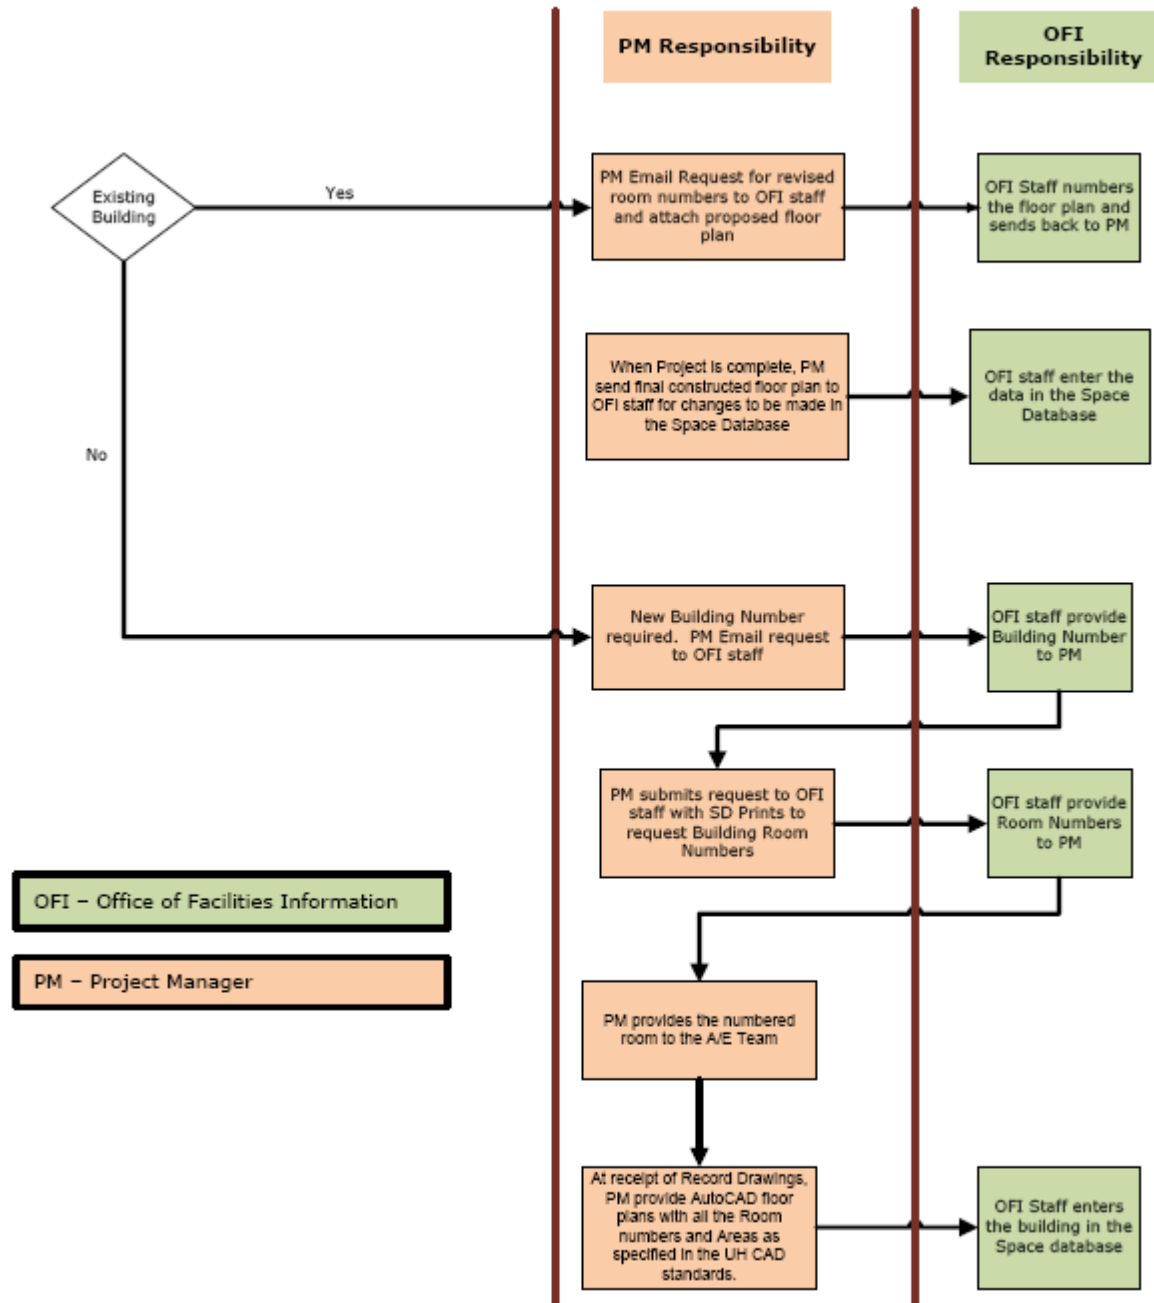 PM Responsibility
OFI
Responsibility
Existing
Building
Yes
PM Email Request for revised
room numbers to OFI staff
and attach proposed floor
plan
OFI Staff numbers
the floor plan and
sends back to PM
When Project is complete, PM
send final constructed floor plan to
OFI staff for changes to be made in
the Space Database
OFI staff enter the
data in the Space
Database
No
New Building Number
required.  PM Email request
to OFI staff
OFI staff provide
Building Number
to PM
PM submits request to OFI
staff with SD Prints to
request Building Room
Numbers
OFI staff provide
Room Numbers
to PM
OFI – Office of Facilities Information
PM – Project Manager
PM provides the numbered
room to the A/E Team
At receipt of Record Drawings,
PM provide AutoCAD floor
plans with all the Room
numbers and Areas as
specified in the UH CAD
standards.
OFI Staff enters
the building in the
Space database